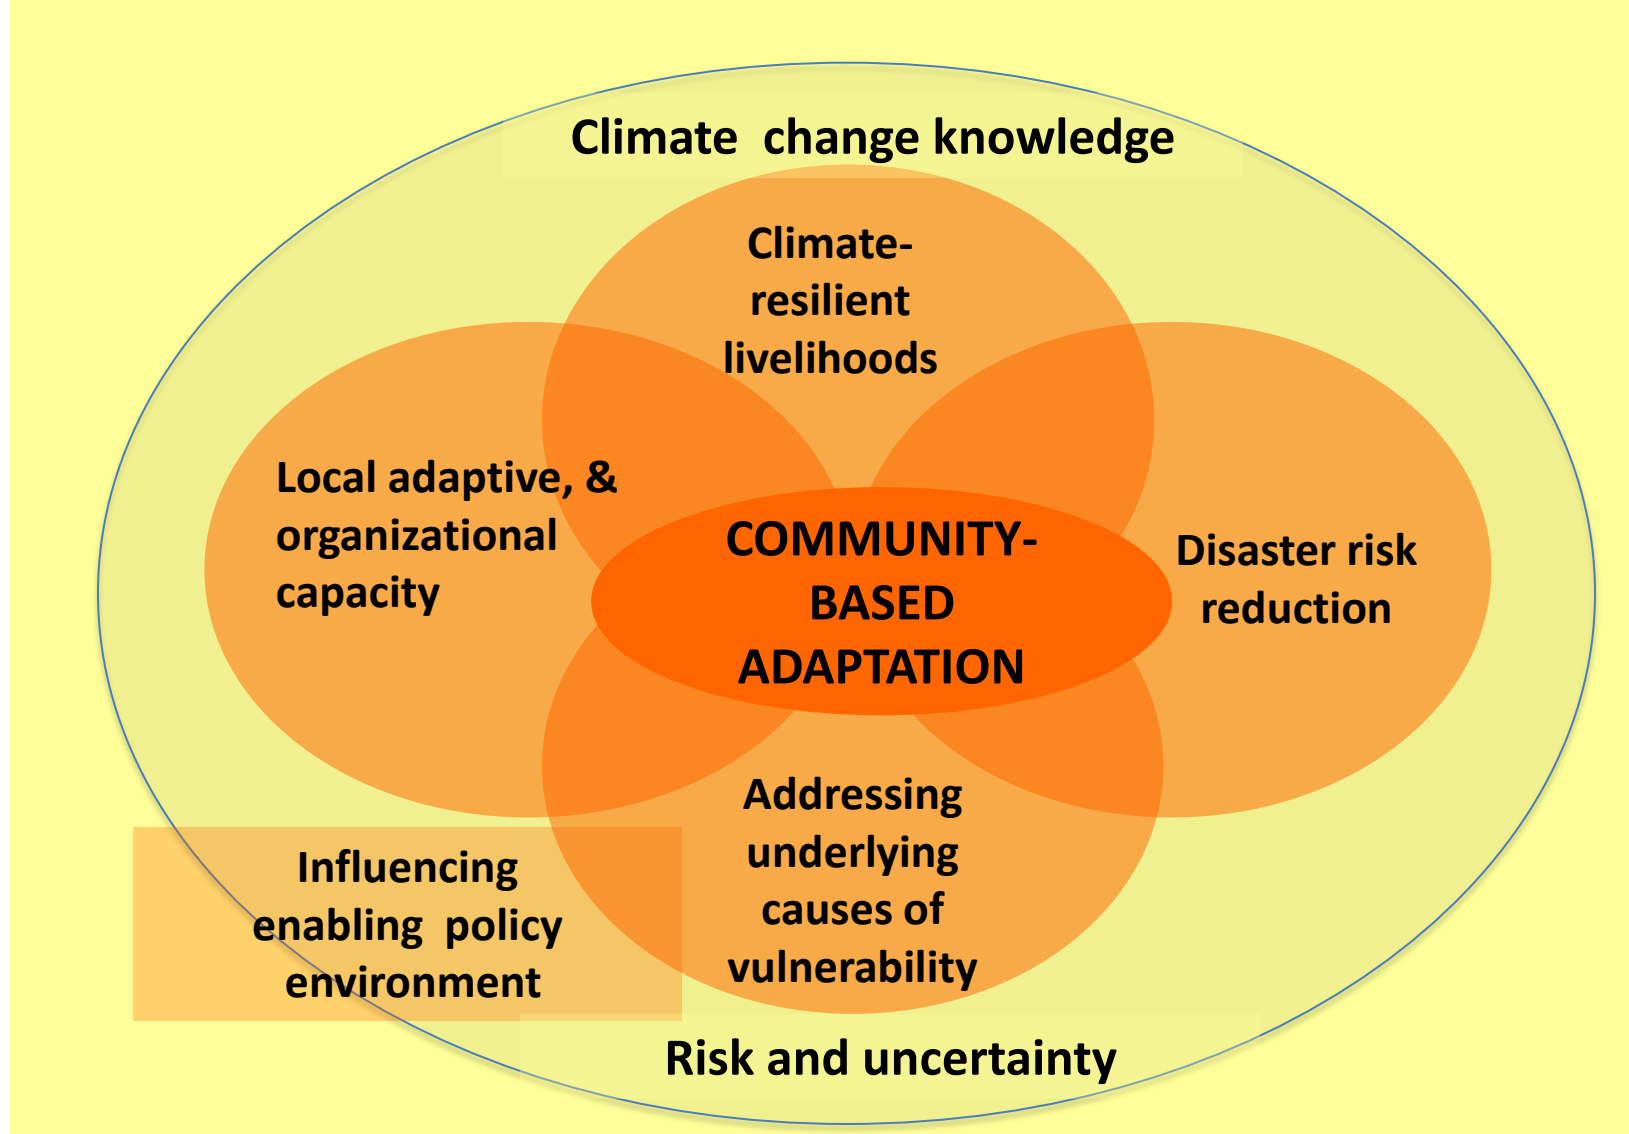 Climate change knowledge
Climate-
resilient
livelihoods
Local adaptive, &
organizational
capacity
COMMUNITY-
BASED
ADAPTATION
Disaster risk
reduction
Addressing
underlying
causes of
vulnerability
Influencing
enabling policy
environment
Risk and uncertainty